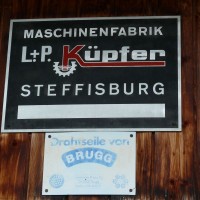 MASCHINENFABRIK
L+P. Küpfer
STEFFISBURG
Drahtseile von
BRUGG